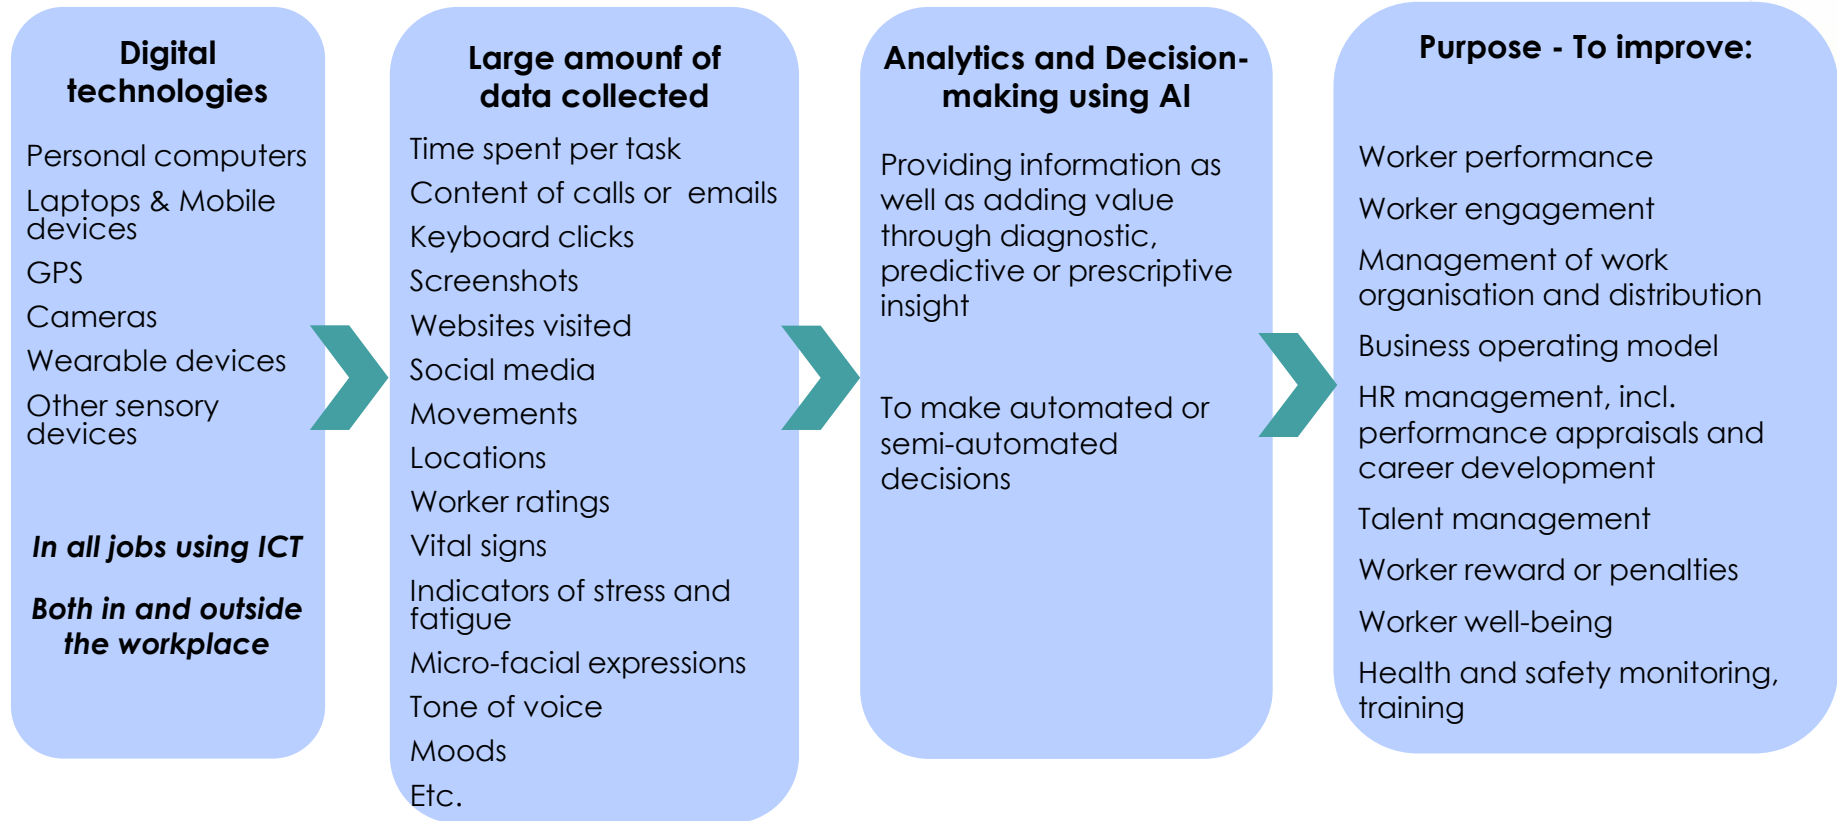 Digital
technologies
Personal computers
Laptops & Mobile
devices
GPS
Cameras
Wearable devices
Other sensory
devices
In all jobs using ICT
Both in and outside
the workplace
Large amounf of
data collected
Time spent per task
Content of calls or  emails
Keyboard clicks
Screenshots
Websites visited
Social media
Movements
Locations
Worker ratings
Vital signs
Indicators of stress and
fatigue
Micro-facial expressions
Tone of voice
Moods
Etc.
Analytics and Decision-
making using AI
Providing information as
well as adding value
through diagnostic,
predictive or prescriptive
insight
To make automated or
semi-automated
decisions
Purpose - To improve:
Worker performance
Worker engagement
Management of work
organisation and distribution
Business operating model
HR management, incl.
performance appraisals and
career development
Talent management
Worker reward or penalties
Worker well-being
Health and safety monitoring,
training